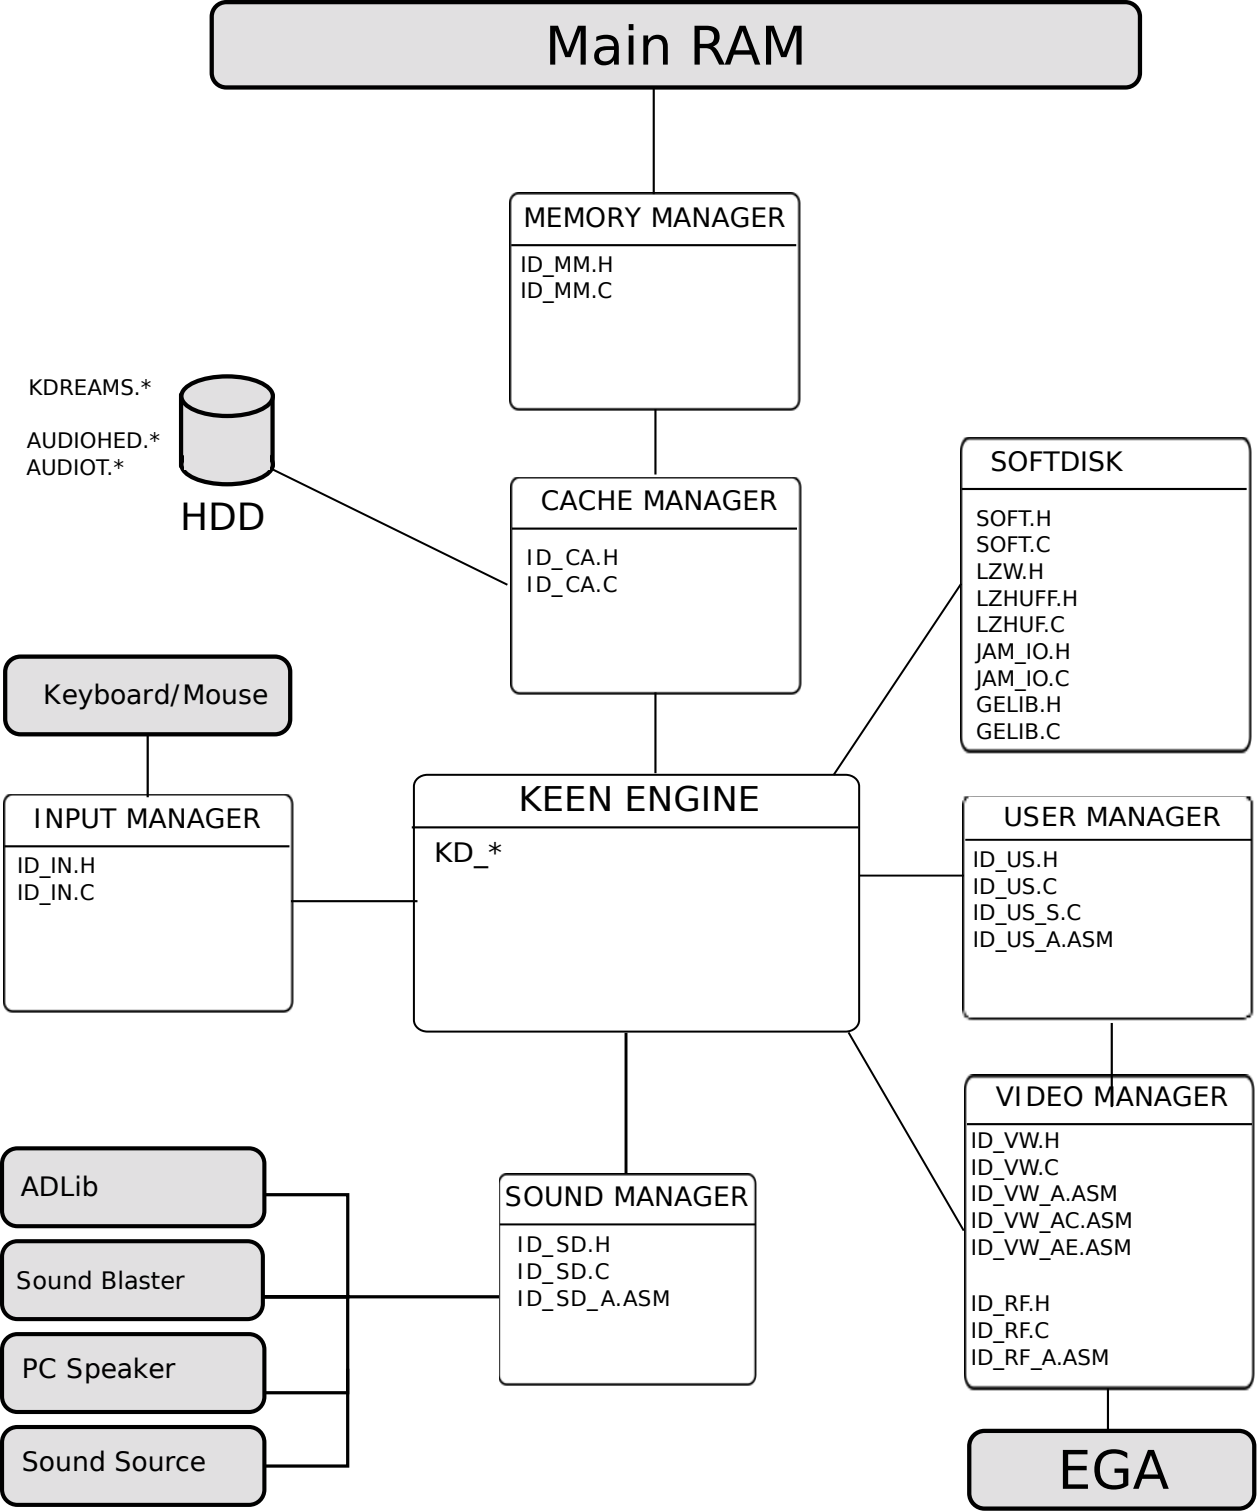 Main RAM
MEMORY MANAGER
ID_MM.H
ID_MM.C
KDREAMS.*
AUDIOHED.*
AUDIOT.*
HDD
CACHE MANAGER
ID_CA.H
ID_CA.C
SOFTDISK
SOFT.H
SOFT.C
LZW.H
LZHUFF.H
LZHUF.C
JAM_IO.H
JAM_IO.C
GELIB.H
GELIB.C
Keyboard/Mouse
INPUT MANAGER
ID_IN.H
ID_IN.C
KEEN ENGINE
KD_*
USER MANAGER
ID_US.H
ID_US.C
ID_US_S.C
ID_US_A.ASM
VIDEO MANAGER
ID_VW.H
ID_VW.C
ID_VW_A.ASM
ID_VW_AC.ASM
ID_VW_AE.ASM
ID_RF.H
ID_RF.C
ID_RF_A.ASM
ADLib
Sound Blaster
PC Speaker
Sound Source
SOUND MANAGER
ID_SD.H
ID_SD.C
ID_SD_A.ASM
EGA